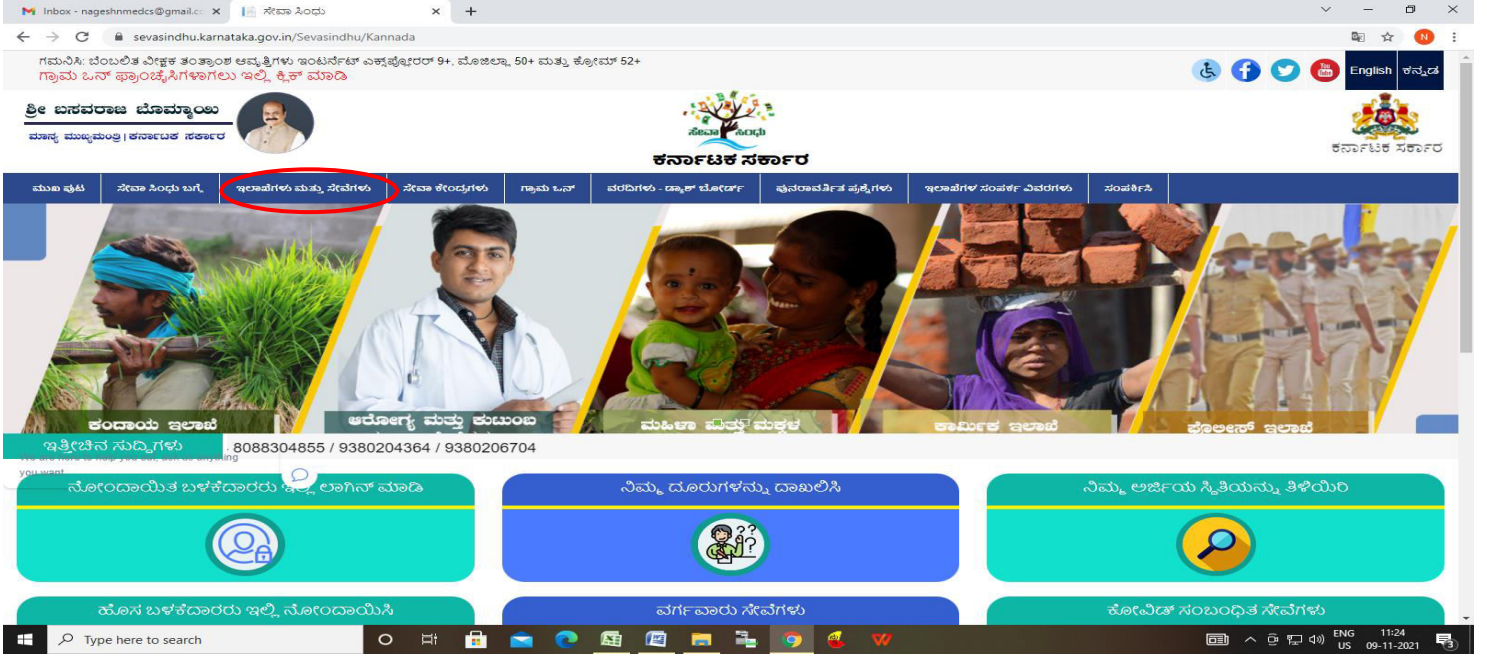 Inbox - nageshnmedcs@gmail.c
ಸೇವಾ ಸಿಂಧು
sevasindhu.karnataka.gov.in/Sevasindhu/Kannada
N
ಗಮನಿಸಿ: ಬೆಂಬಲಿತ ವೀಕ್ಷಕ ತಂತ್ರಾಂಶ ಆವೃತ್ತಿಗಳು ಇಂಟರ್ನೆಟ್ ಎಕ್ಸ್‌ಪ್ಲೋರರ್ 9+, ಮೊಜಿಲ್ಲಾ 50+ ಮತ್ತು ಕ್ರೋಮ್ 52+
ಗ್ರಾಮ ಒನ್ ಫ್ರಾಂಚೈಸಿಗಳಾಗಲು ಇಲ್ಲಿ ಕ್ಲಿಕ್ ಮಾಡಿ
You Tube
English ಕನ್ನಡ
ಶ್ರೀ ಬಸವರಾಜ ಬೊಮ್ಮಾಯಿ
ಮಾನ್ಯ ಮುಖ್ಯಮಂತ್ರಿ | ಕರ್ನಾಟಕ ಸರ್ಕಾರ
ಸೇವಾ ಸಿಂಧು
ಕರ್ನಾಟಕ ಸರ್ಕಾರ
ಕರ್ನಾಟಕ ಸರ್ಕಾರ
ಮುಖ ಪುಟ ಸೇವಾ ಸಿಂಧು ಬಗ್ಗೆ ಇಲಾಖೆಗಳು ಮತ್ತು ಸೇವೆಗಳು ಸೇವಾ ಕೇಂದ್ರಗಳು ಗ್ರಾಮ ಒನ್ ವರದಿಗಳು - ಡ್ಯಾಶ್ ಬೋರ್ಡ್ ಪುನರಾವರ್ತಿತ ಪ್ರಶ್ನೆಗಳು ಇಲಾಖೆಗಳ ಸಂಪರ್ಕ ವಿವರಗಳು ಸಂಪರ್ಕಿಸಿ
ಕಂದಾಯ ಇಲಾಖೆ
ಆರೋಗ್ಯ ಮತ್ತು ಕುಟುಂಬ
ಮಹಿಳಾ ಮತ್ತು ಮಕ್ಕಳ
ಕಾರ್ಮಿಕ ಇಲಾಖೆ
ಪೊಲೀಸ್ ಇಲಾಖೆ
ಇತ್ತೀಚಿನ ಸುದ್ದಿಗಳು
8088304855 / 9380204364 / 9380206704
ನೋಂದಾಯಿತ ಬಳಕೆದಾರರು ಇಲ್ಲಿ ಲಾಗಿನ್ ಮಾಡಿ
ನಿಮ್ಮ ದೂರುಗಳನ್ನು ದಾಖಲಿಸಿ
ನಿಮ್ಮ ಅರ್ಜಿಯ ಸ್ಥಿತಿಯನ್ನು ತಿಳಿಯಿರಿ
ಹೊಸ ಬಳಕೆದಾರರು ಇಲ್ಲಿ ನೋಂದಾಯಿಸಿ
ವರ್ಗವಾರು ಸೇವೆಗಳು
ಕೋವಿಡ್ ಸಂಬಂಧಿತ ಸೇವೆಗಳು
Type here to search
ENG
US
11:24
09-11-2021
3